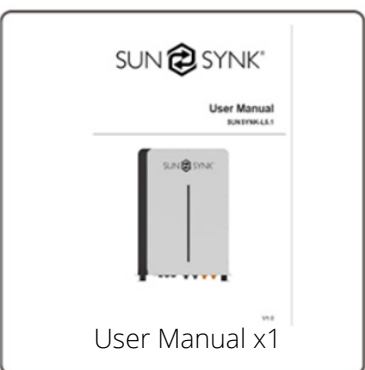 SUN SYNK®
User Manual
SUNSYNK-L5.1
SUN SYNK
V1.0
User Manual x1